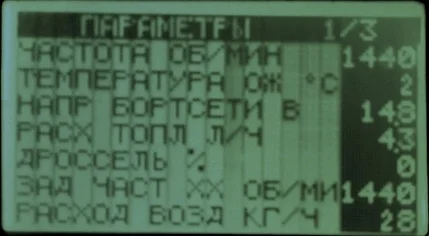 ПАРАМЕТРЫ 1/3
ЧАСТОТА ОБ/МИН 1440
ТЕМПЕРАТУРА ОЖ °С 2
НАПР БОРТСЕТИ В 14,8
РАСХ ТОПЛ Л/Ч 4,3
ДРОССЕЛЬ % 0
ЗАД ЧАСТ ХХ ОБ/МИ 1440
РАСХОД ВОЗД КГ/Ч 28